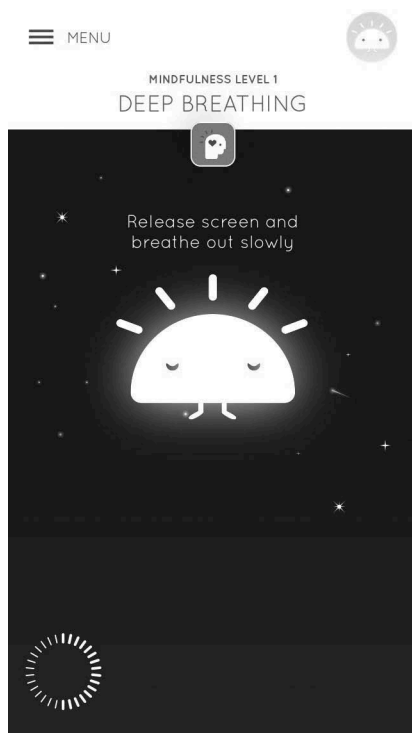 MENU
MINDFULNESS LEVEL 1
DEEP BREATHING
Release screen and
breathe out slowly